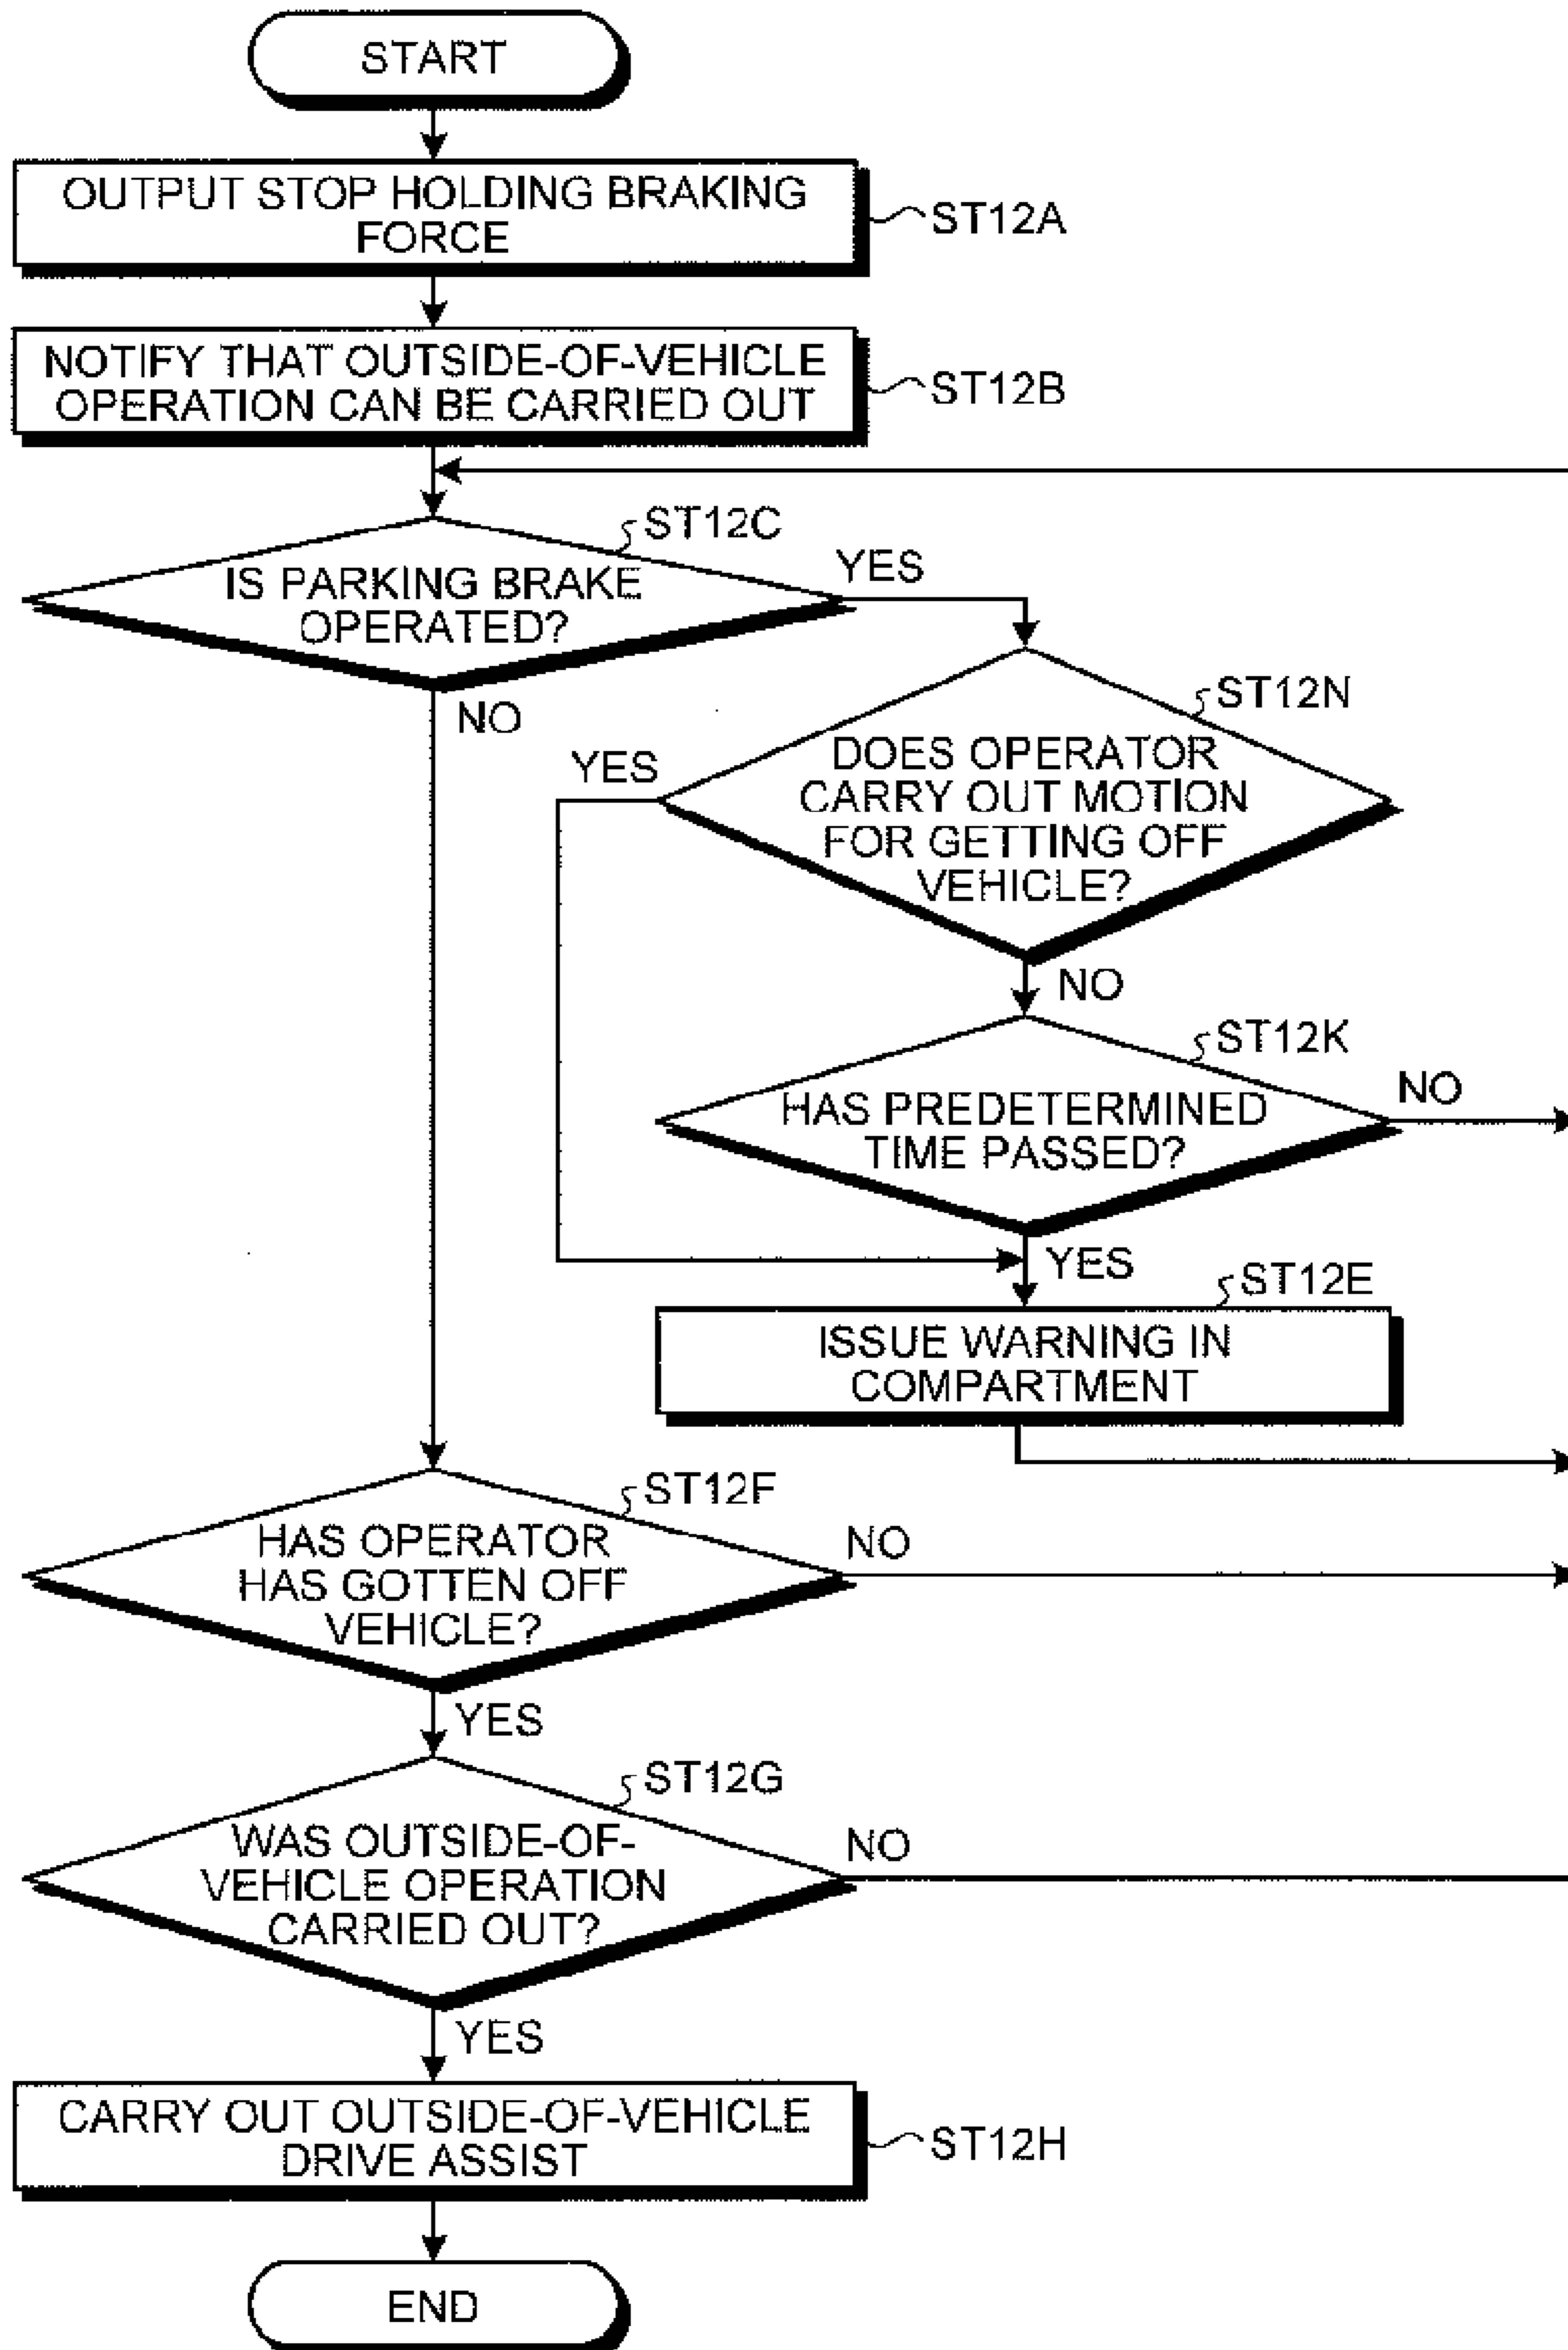 START
OUTPUT STOP HOLDING BRAKING
FORCE
ST12A
NOTIFY THAT OUTSIDE-OF-VEHICLE
OPERATION CAN BE CARRIED OUT
ST12B
ST12C
IS PARKING BRAKE
OPERATED?
YES
NO
ST12N
DOES OPERATOR
CARRY OUT MOTION
FOR GETTING OFF
VEHICLE?
YES
NO
ST12K
HAS PREDETERMINED
TIME PASSED?
NO
YES
ST12E
ISSUE WARNING IN
COMPARTMENT
ST12F
HAS OPERATOR
HAS GOTTEN OFF
VEHICLE?
NO
YES
ST12G
WAS OUTSIDE-OF-
VEHICLE OPERATION
CARRIED OUT?
NO
YES
CARRY OUT OUTSIDE-OF-VEHICLE
DRIVE ASSIST
ST12H
END